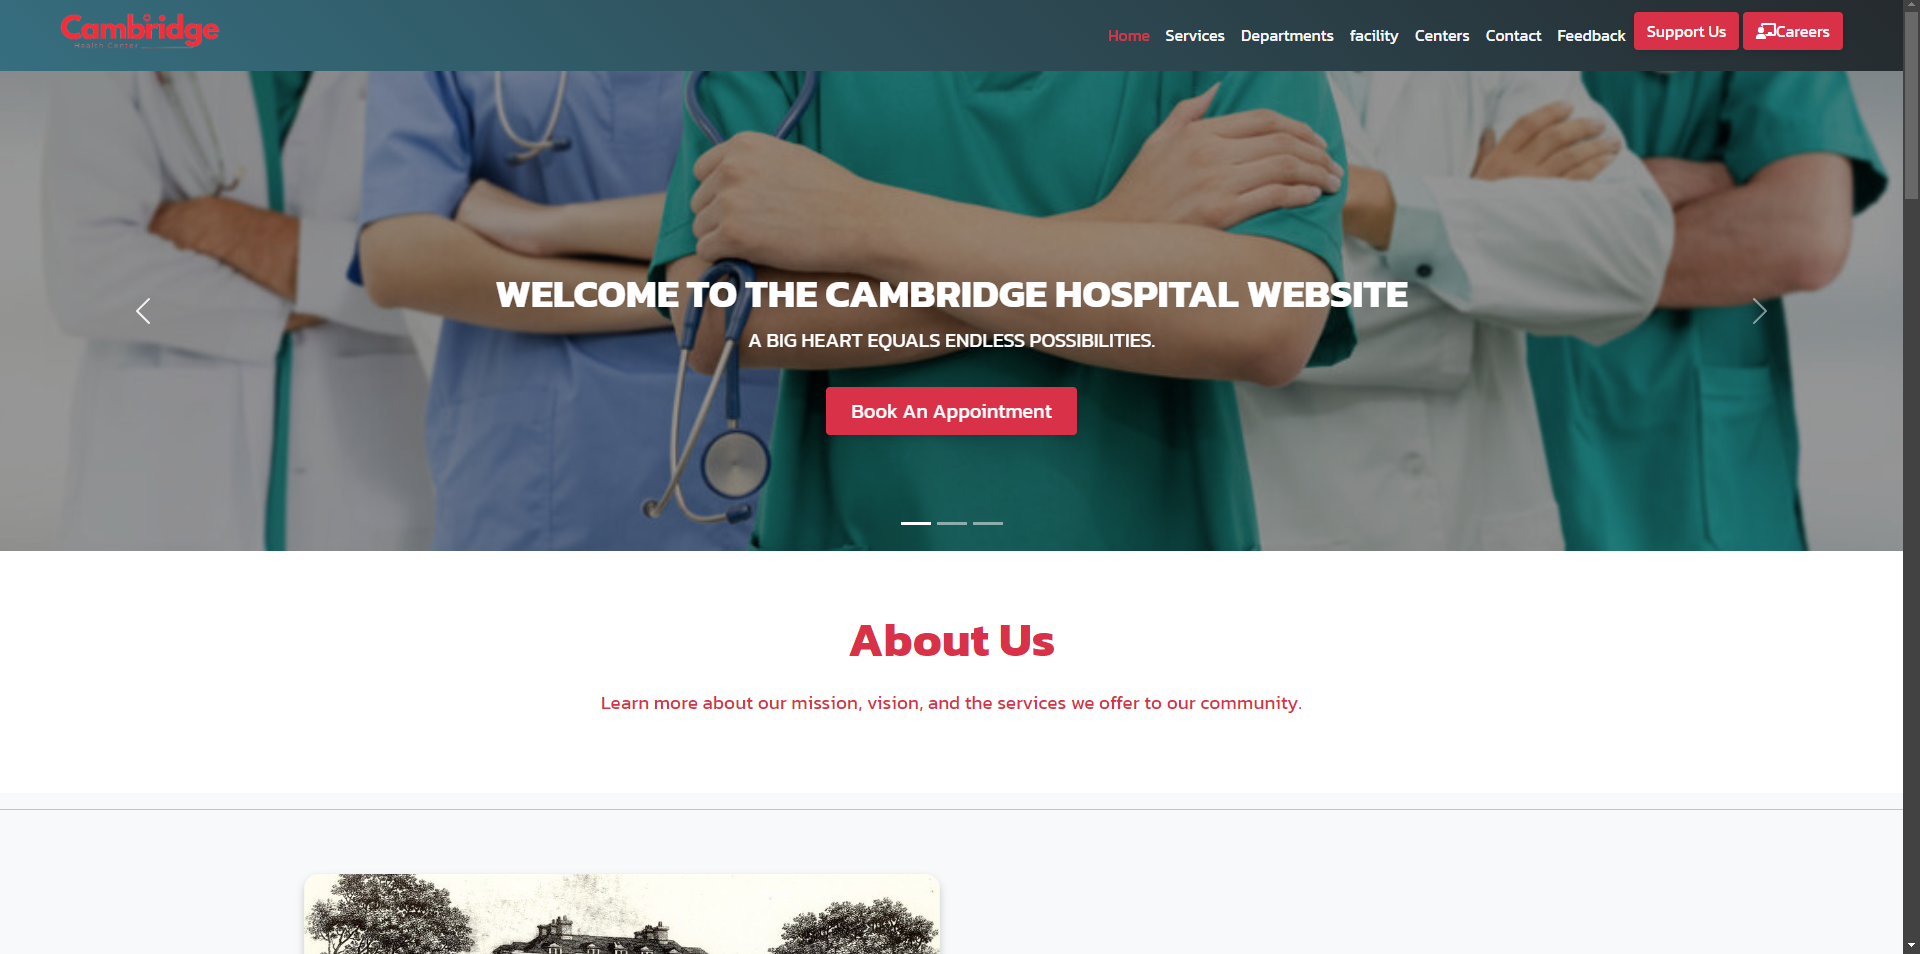 Cambridge
Health Center
Home Services Departments facility Centers Contact Feedback Support Us Careers
WELCOME TO THE CAMBRIDGE HOSPITAL WEBSITE
A BIG HEART EQUALS ENDLESS POSSIBILITIES.
Book An Appointment
About Us
Learn more about our mission, vision, and the services we offer to our community.